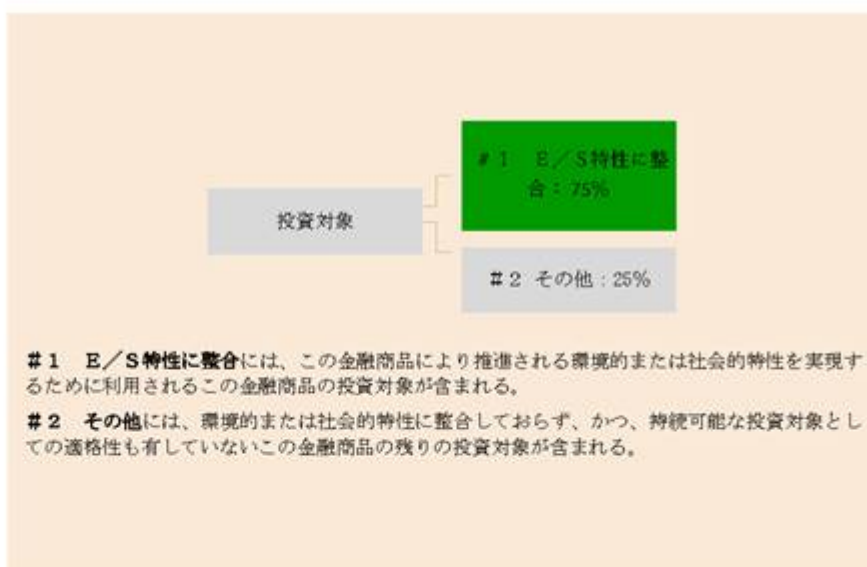 ＃１　Ｅ／Ｓ特性に整
合：75%
投資対象
＃２ その他：25%
＃１　Ｅ／Ｓ特性に整合には、この金融商品により推進される環境的または社会的特性を実現す
るために利用されるこの金融商品の投資対象が含まれる。
＃２　その他には、環境的または社会的特性に整合しておらず、かつ、持続可能な投資対象とし
ての適格性も有していないこの金融商品の残りの投資対象が含まれる。